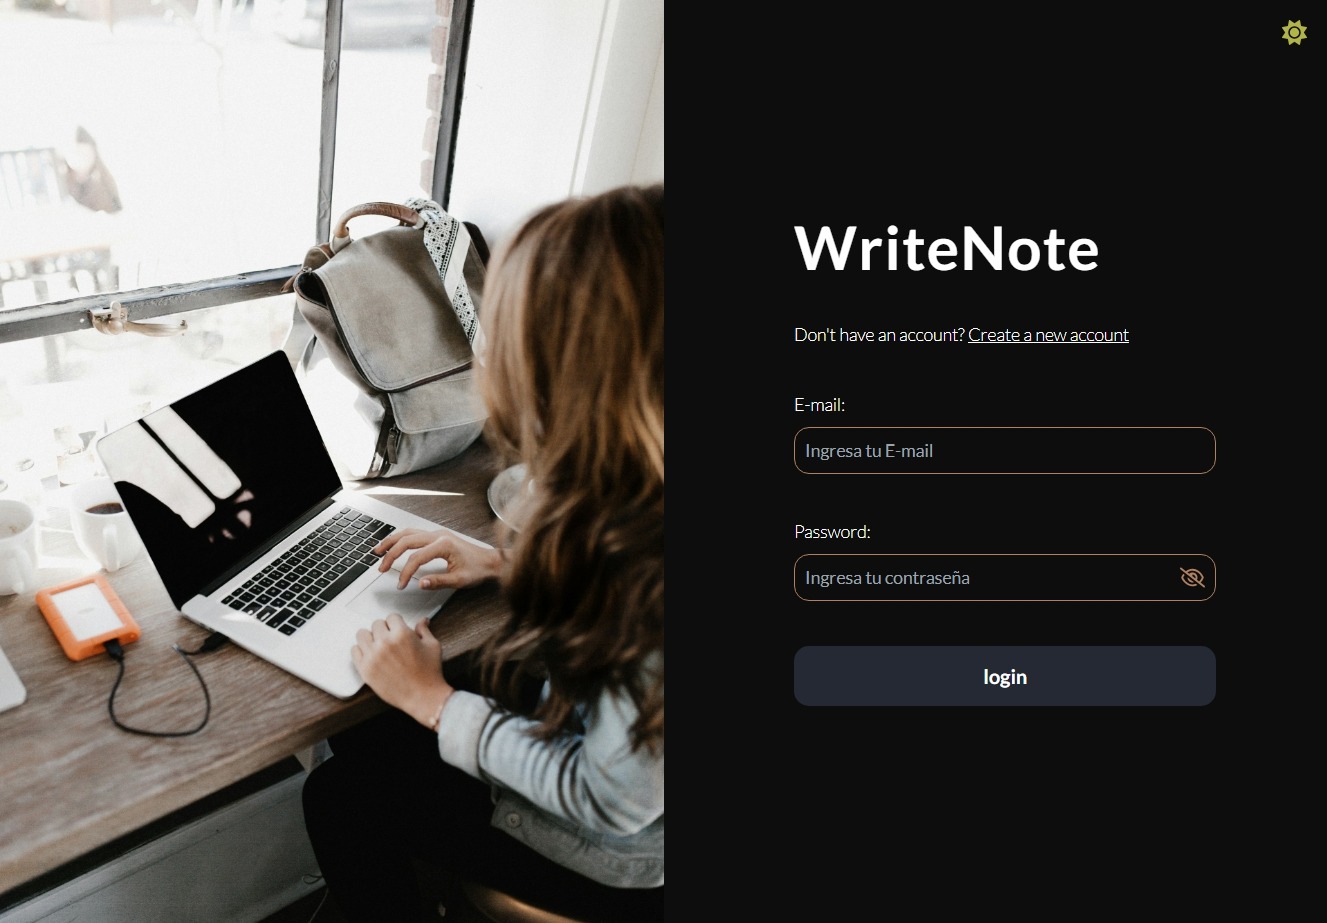 WriteNote
Don't have an account? Create a new account
E-mail:
Ingresa tu E-mail
Password:
Ingresa tu contraseña
login